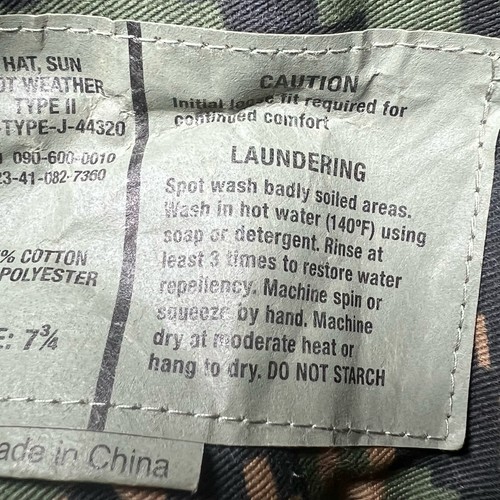 HAT, SUN
OT WEATHER
TYPE II
-TYPE-J-44320
090-600-0010
23-41-082-7360
% COTTON
POLYESTER
E: 7¾
CAUTION
Initial loose fit required for
continued comfort
LAUNDERING
Spot wash badly soiled areas.
Wash in hot water (140ºF) using
soap or detergent. Rinse at
least 3 times to restore water
repellency. Machine spin or
squeeze by hand. Machine
dry at moderate heat or
hang to dry. DO NOT STARCH
ade in China